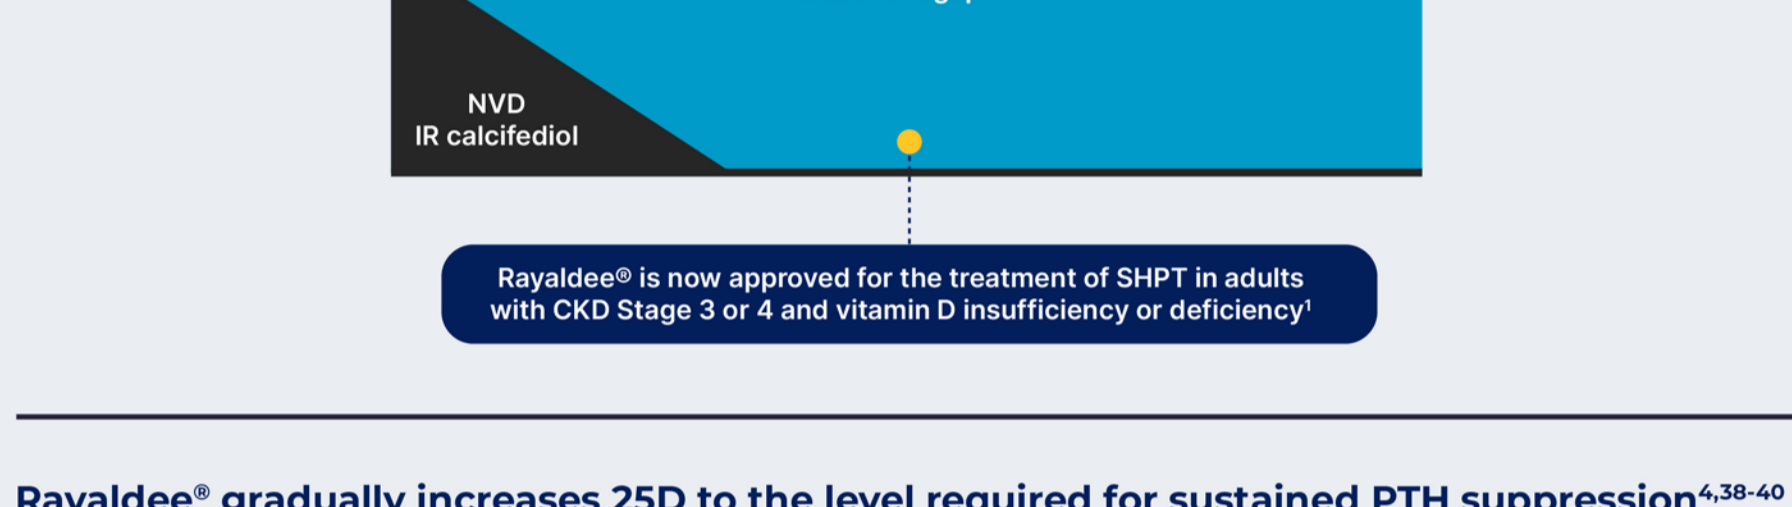 NVD
IR calcifediol
Rayaldee® is now approved for the treatment of SHPT in adults
with CKD Stage 3 or 4 and vitamin D insufficiency or deficiency¹
Rayaldee® gradually increases 25D to the level required for sustained PTH suppression⁴,³⁸⁻⁴⁰